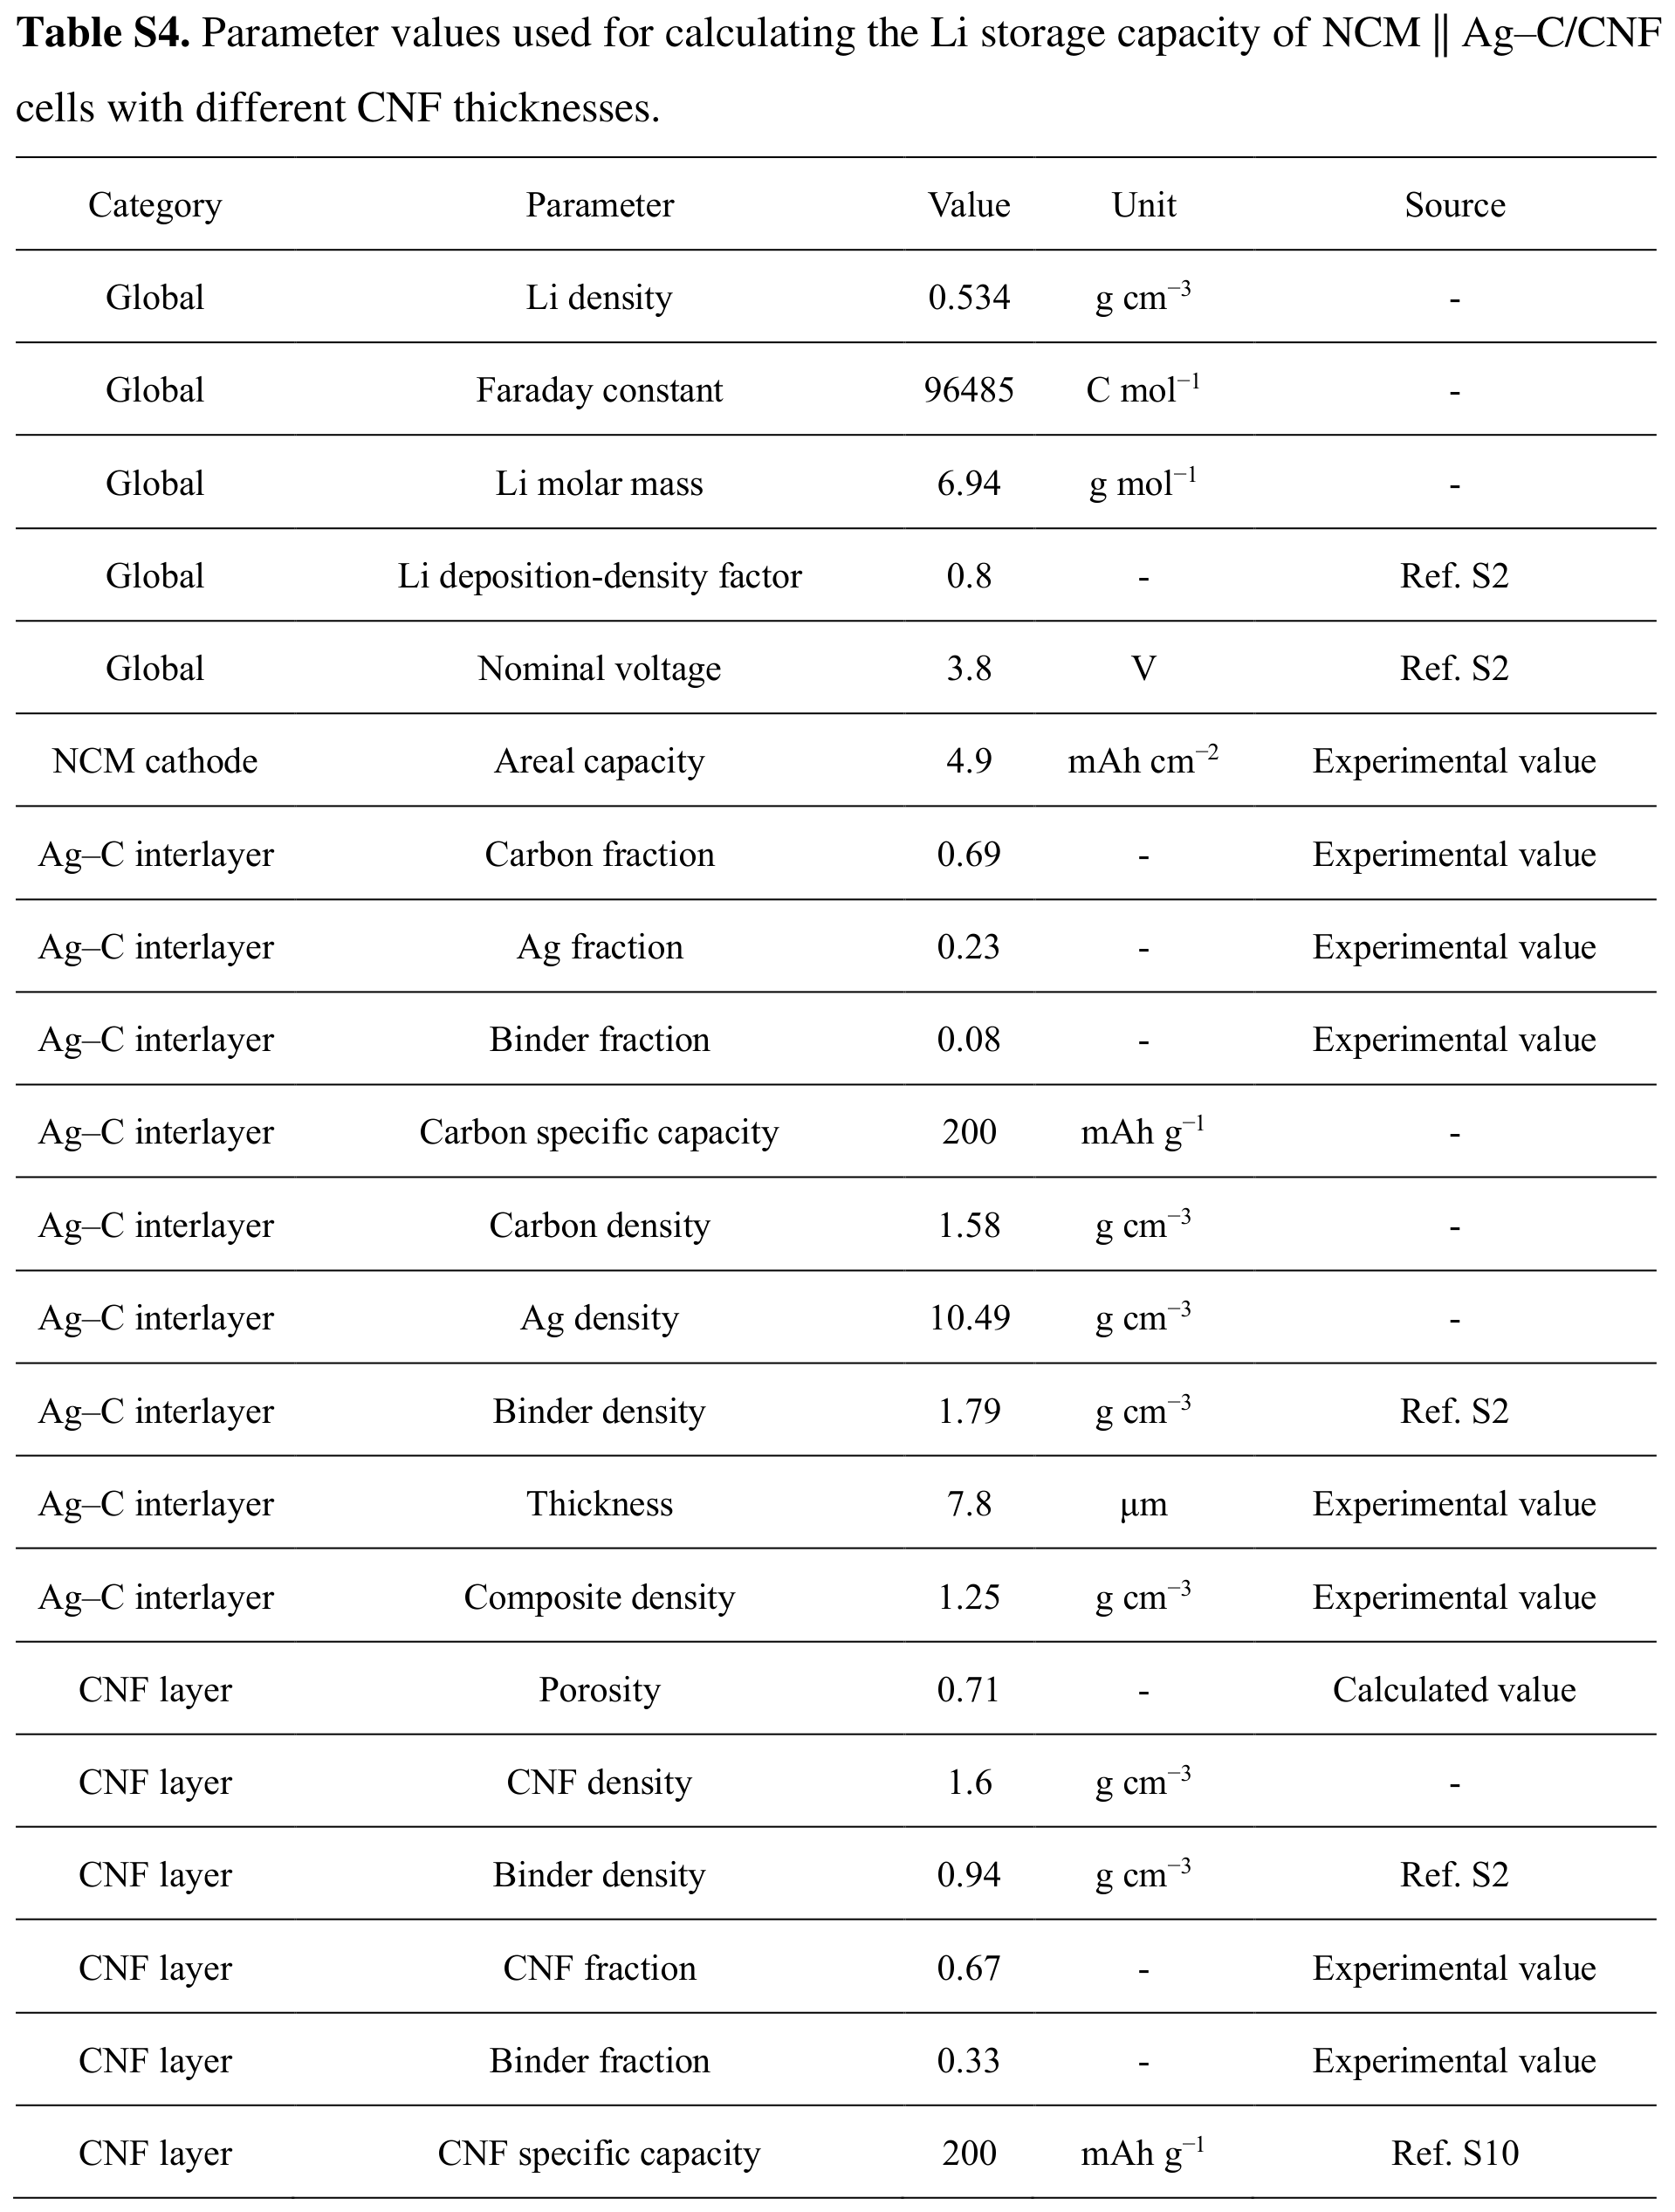 Table S4. Parameter values used for calculating the Li storage capacity of NCM || Ag–C/CNF
cells with different CNF thicknesses.
Category Parameter Value Unit Source
Global Li density 0.534 g cm⁻³ -
Global Faraday constant 96485 C mol⁻¹ -
Global Li molar mass 6.94 g mol⁻¹ -
Global Li deposition-density factor 0.8 - Ref. S2
Global Nominal voltage 3.8 V Ref. S2
NCM cathode Areal capacity 4.9 mAh cm⁻² Experimental value
Ag–C interlayer Carbon fraction 0.69 - Experimental value
Ag–C interlayer Ag fraction 0.23 - Experimental value
Ag–C interlayer Binder fraction 0.08 - Experimental value
Ag–C interlayer Carbon specific capacity 200 mAh g⁻¹ -
Ag–C interlayer Carbon density 1.58 g cm⁻³ -
Ag–C interlayer Ag density 10.49 g cm⁻³ -
Ag–C interlayer Binder density 1.79 g cm⁻³ Ref. S2
Ag–C interlayer Thickness 7.8 μm Experimental value
Ag–C interlayer Composite density 1.25 g cm⁻³ Experimental value
CNF layer Porosity 0.71 - Calculated value
CNF layer CNF density 1.6 g cm⁻³ -
CNF layer Binder density 0.94 g cm⁻³ Ref. S2
CNF layer CNF fraction 0.67 - Experimental value
CNF layer Binder fraction 0.33 - Experimental value
CNF layer CNF specific capacity 200 mAh g⁻¹ Ref. S10